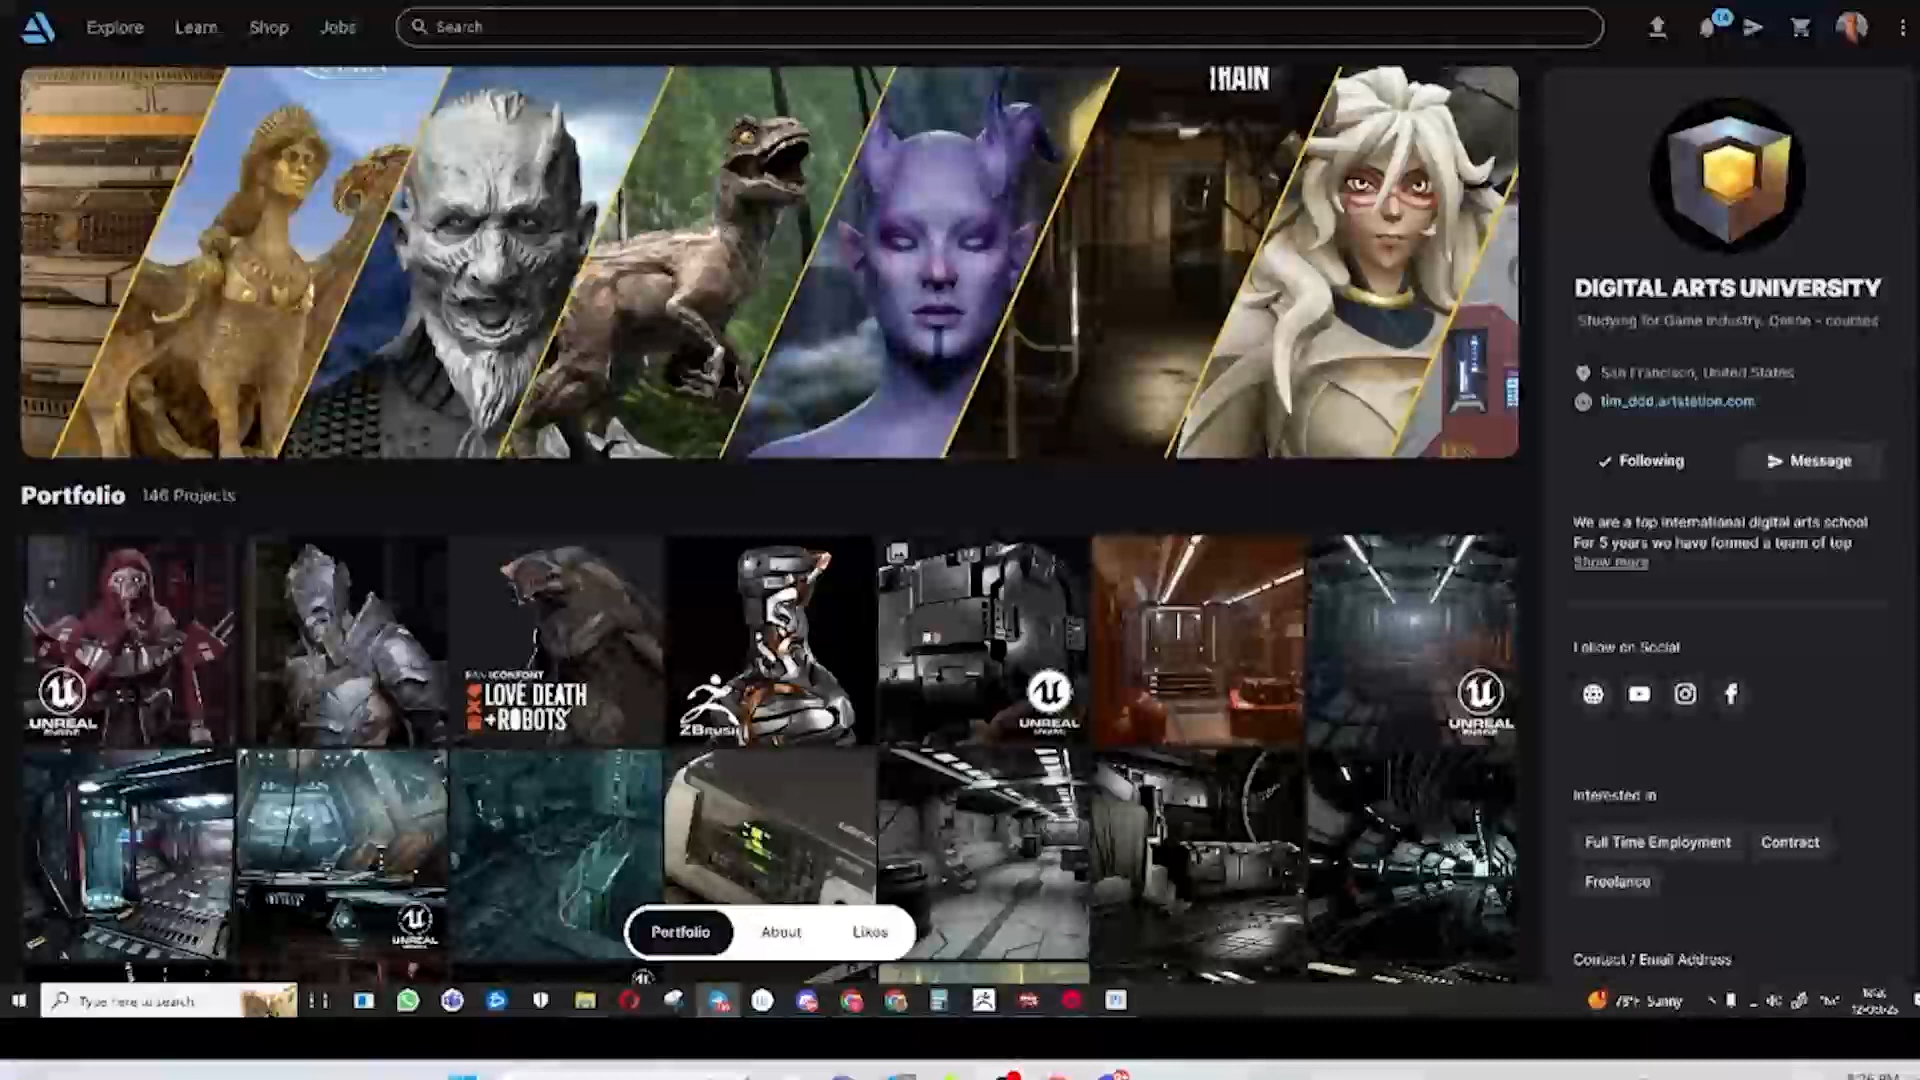 Explore Learn Shop Jobs Search 14
TRAIN
DIGITAL ARTS UNIVERSITY
Studying for Game Industry. Online - courses
San Francisco, United States
tim_ddd.artstation.com
Following Message
Portfolio 146 Projects
We are a top international digital arts school
For 5 years we have formed a team of top
Show more
Follow on Social
UNREAL
LOVE DEATH
+ROBOTS
ZBRUSH
UNREAL
UNREAL
Interested in
Full Time Employment Contract
Freelance
UNREAL
Portfolio About Likes
Contact / Email Address
Type here to search
78°F Sunny